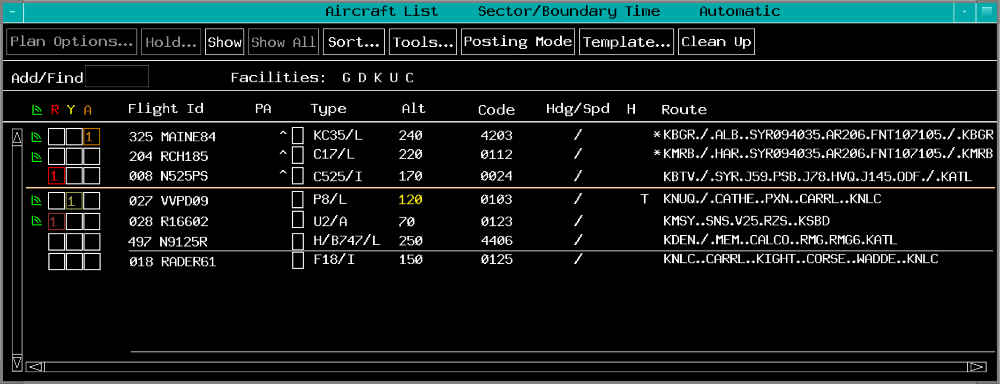 Aircraft List Sector/Boundary Time Automatic
Plan Options... Hold... Show Show All Sort... Tools... Posting Mode Template... Clean Up
Add/Find Facilities: G D K U C
R Y A Flight Id PA Type Alt Code Hdg/Spd H Route
1 325 MAINE84 ^ KC35/L 240 4203 / *KBGR./.ALB..SYR094035.AR206.FNT107105./.KBGR
204 RCH185 ^ C17/L 220 0112 / *KMRB./.HAR..SYR094035.AR206.FNT107105./.KMRB
1 008 N525PS ^ C525/I 170 0024 / KBTV./.SYR.J59.PSB.J78.HVQ.J145.ODF./.KATL
1 027 VVPD09 P8/L 120 0103 / T KNUQ./.CATHE..PXN..CARRL..KNLC
1 028 R16602 U2/A 70 0123 / KMSY..SNS.V25.RZS..KSBD
497 N9125R H/B747/L 250 4406 / KDEN./.MEM..CALCO..RMG.RMG6.KATL
018 RADER61 F18/I 150 0125 / KNLC..CARRL..KIGHT..CORSE..WADDE..KNLC